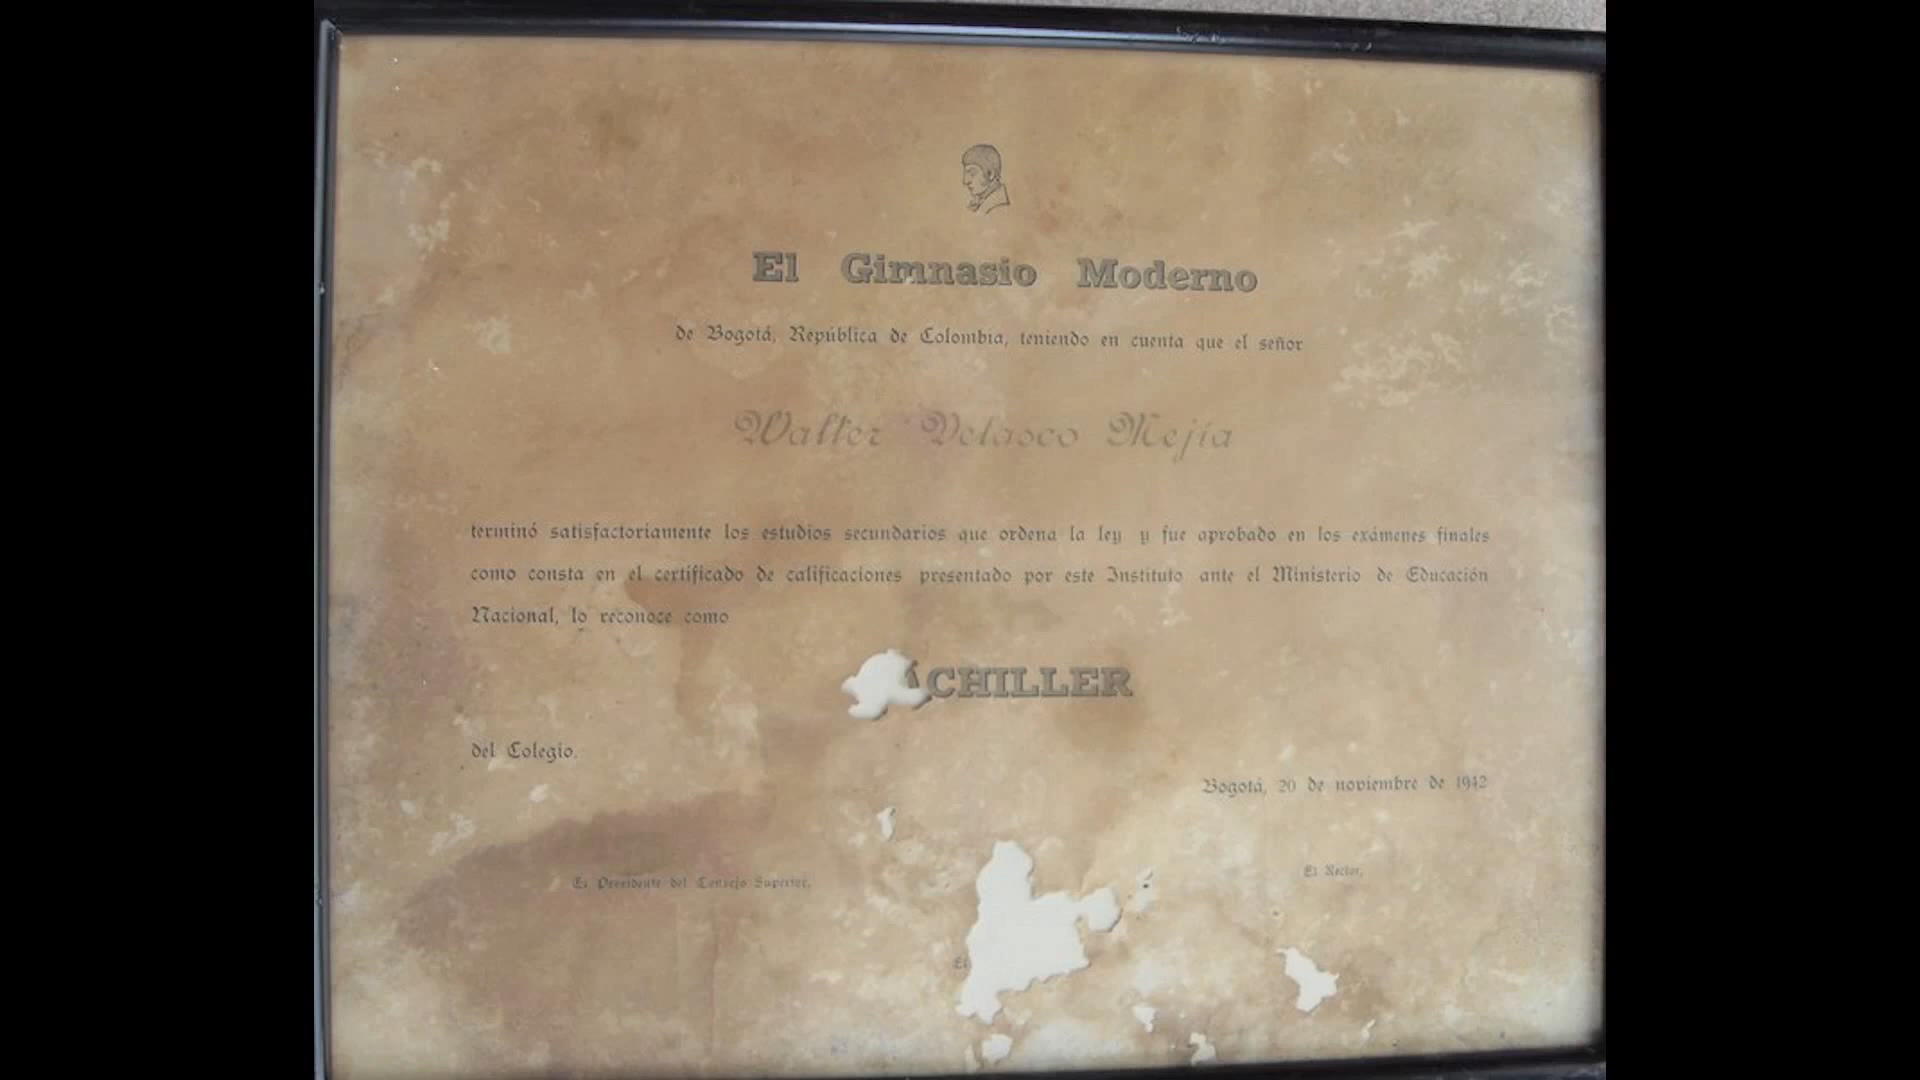 El Gimnasio Moderno
de Bogotá, República de Colombia, teniendo en cuenta que el señor
Walter Velasco Mejía
terminó satisfactoriamente los estudios secundarios que ordena la ley y fue aprobado en los exámenes finales
como consta en el certificado de calificaciones presentado por este Instituto ante el Ministerio de Educación
Nacional, lo reconoce como
ACHILLER
del Colegio.
Bogotá, 20 de noviembre de 1942
El Rector,
El Presidente del Consejo Superior,
El